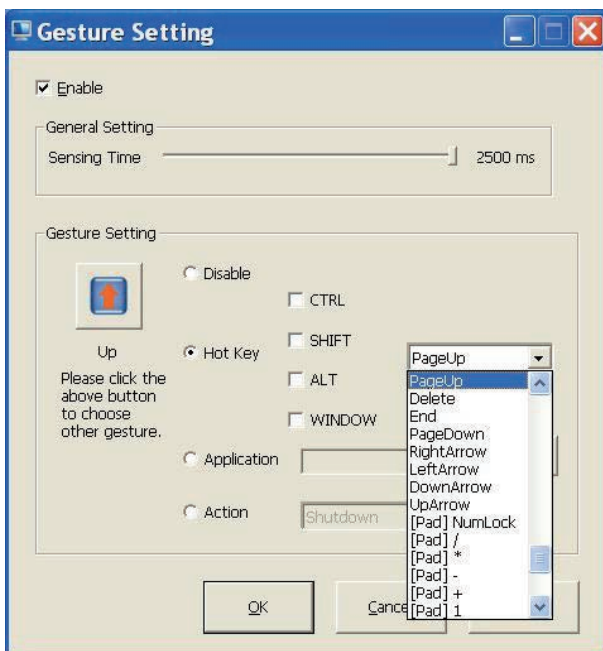 Gesture Setting
Enable
General Setting
Sensing Time 2500 ms
Gesture Setting
Disable
CTRL
SHIFT
Up
Hot Key
PageUp
Please click the
above button
to choose
other gesture.
ALT
WINDOW
PageUp
Delete
End
PageDown
RightArrow
LeftArrow
DownArrow
UpArrow
[Pad] NumLock
[Pad] /
[Pad] *
[Pad] -
[Pad] +
[Pad] 1
Application
Action
Shutdown
OK